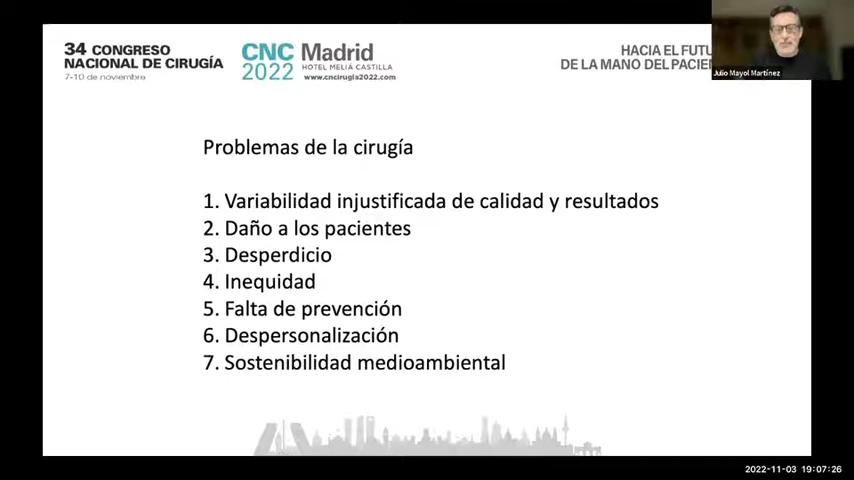 34 CONGRESO
NACIONAL DE CIRUGÍA
7-10 de noviembre
CNC
2022
Madrid
HOTEL MELIÁ CASTILLA
www.cncirugia2022.com
HACIA EL FUTU
DE LA MANO DEL PACIEN
Julio Mayol Martínez
Problemas de la cirugía
1. Variabilidad injustificada de calidad y resultados
2. Daño a los pacientes
3. Desperdicio
4. Inequidad
5. Falta de prevención
6. Despersonalización
7. Sostenibilidad medioambiental
2022-11-03 19:07:26